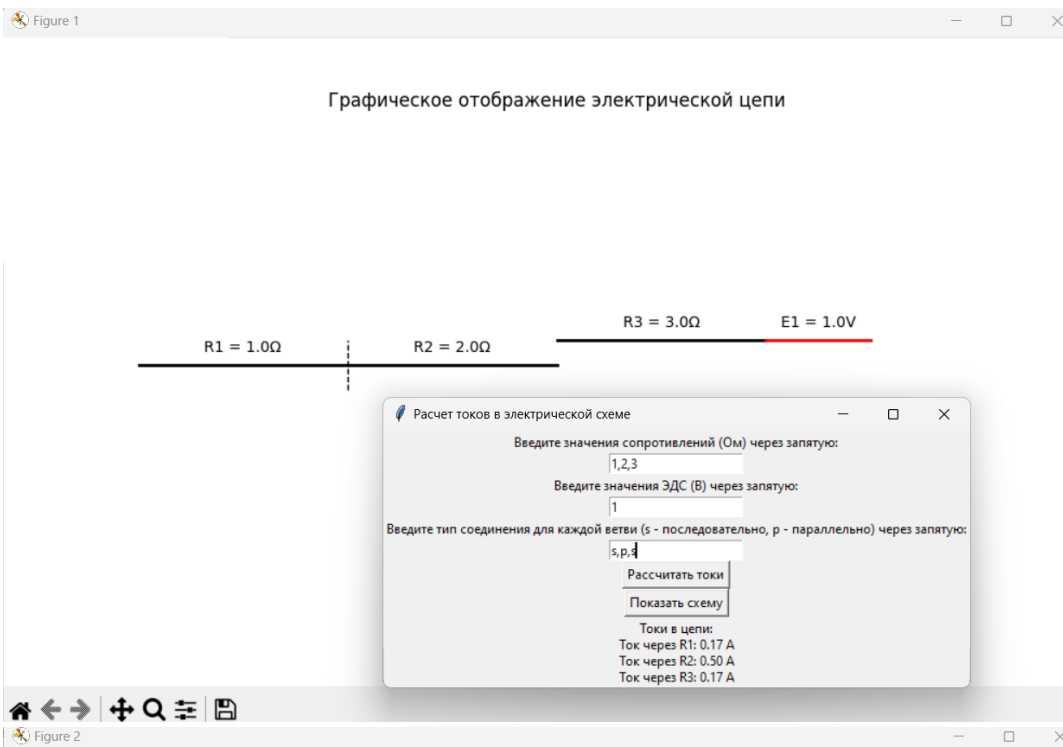 Figure 1
Графическое отображение электрической цепи
R3 = 3.0Ω
E1 = 1.0V
R1 = 1.0Ω
R2 = 2.0Ω
Расчет токов в электрической схеме
Введите значения сопротивлений (Ом) через запятую:
1,2,3
Введите значения ЭДС (В) через запятую:
1
Введите тип соединения для каждой ветви (s - последовательно, p - параллельно) через запятую:
s,p,s
Рассчитать токи
Показать схему
Токи в цепи:
Ток через R1: 0.17 А
Ток через R2: 0.50 А
Ток через R3: 0.17 А
Figure 2